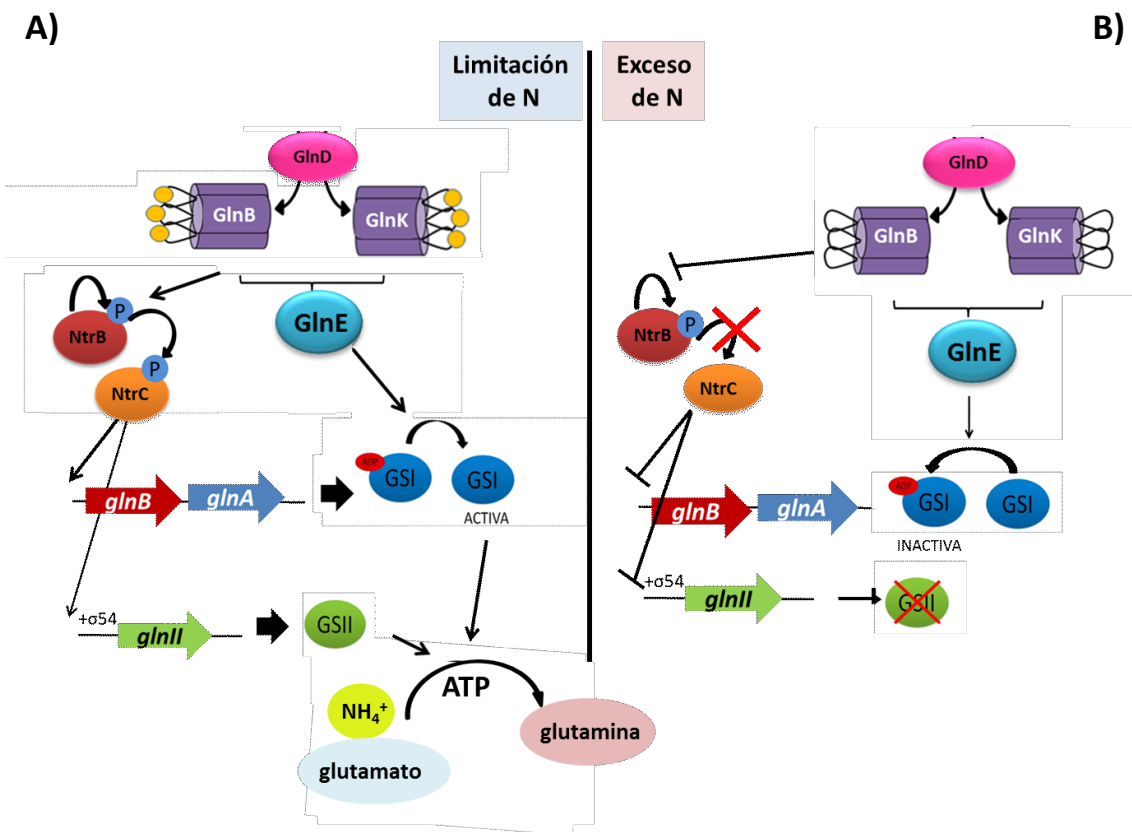 A)
B)
Limitación
de N
Exceso
de N
GlnD
GlnB
GlnK
P
NtrB
P
NtrC
GlnE
ADP
GSI
GSI
ACTIVA
glnB
glnA
+σ54
glnII
GSII
ATP
NH₄⁺
glutamato
glutamina
GlnD
GlnB
GlnK
NtrB
P
NtrC
GlnE
glnB
glnA
ADP
GSI
GSI
INACTIVA
+σ54
glnII
GSII